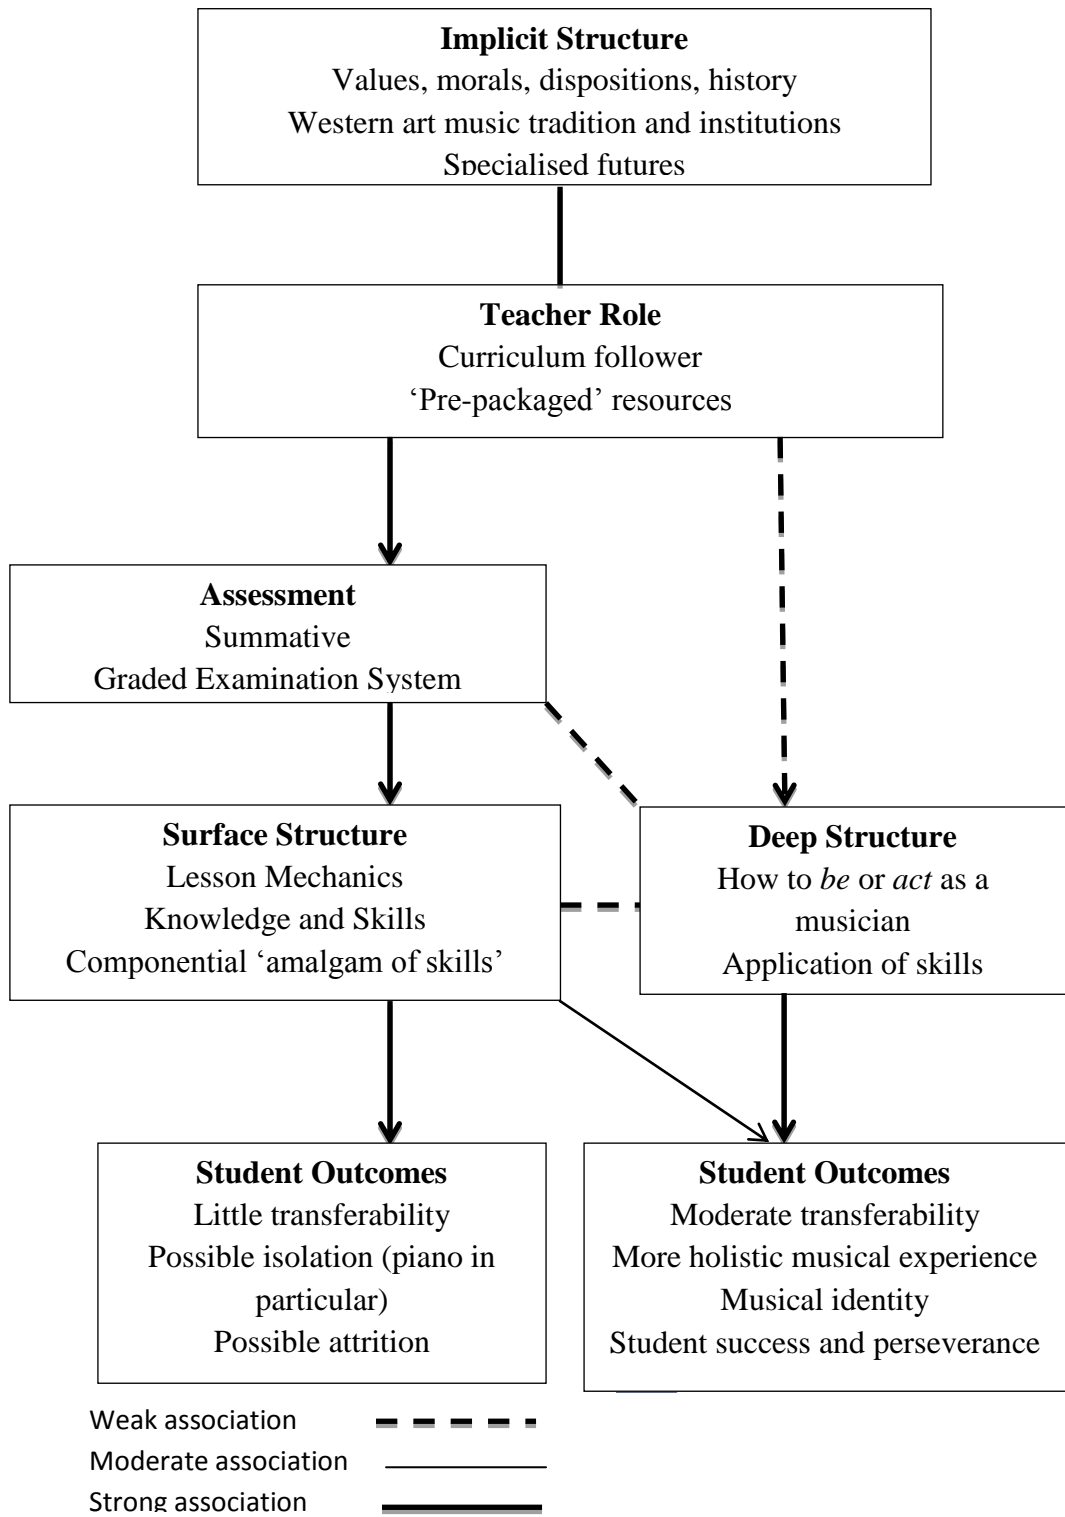 Implicit Structure
Values, morals, dispositions, history
Western art music tradition and institutions
Specialised futures
Teacher Role
Curriculum follower
‘Pre-packaged’ resources
Assessment
Summative
Graded Examination System
Surface Structure
Lesson Mechanics
Knowledge and Skills
Componential ‘amalgam of skills’
Deep Structure
How to be or act as a
musician
Application of skills
Student Outcomes
Little transferability
Possible isolation (piano in
particular)
Possible attrition
Student Outcomes
Moderate transferability
More holistic musical experience
Musical identity
Student success and perseverance
Weak association
Moderate association
Strong association